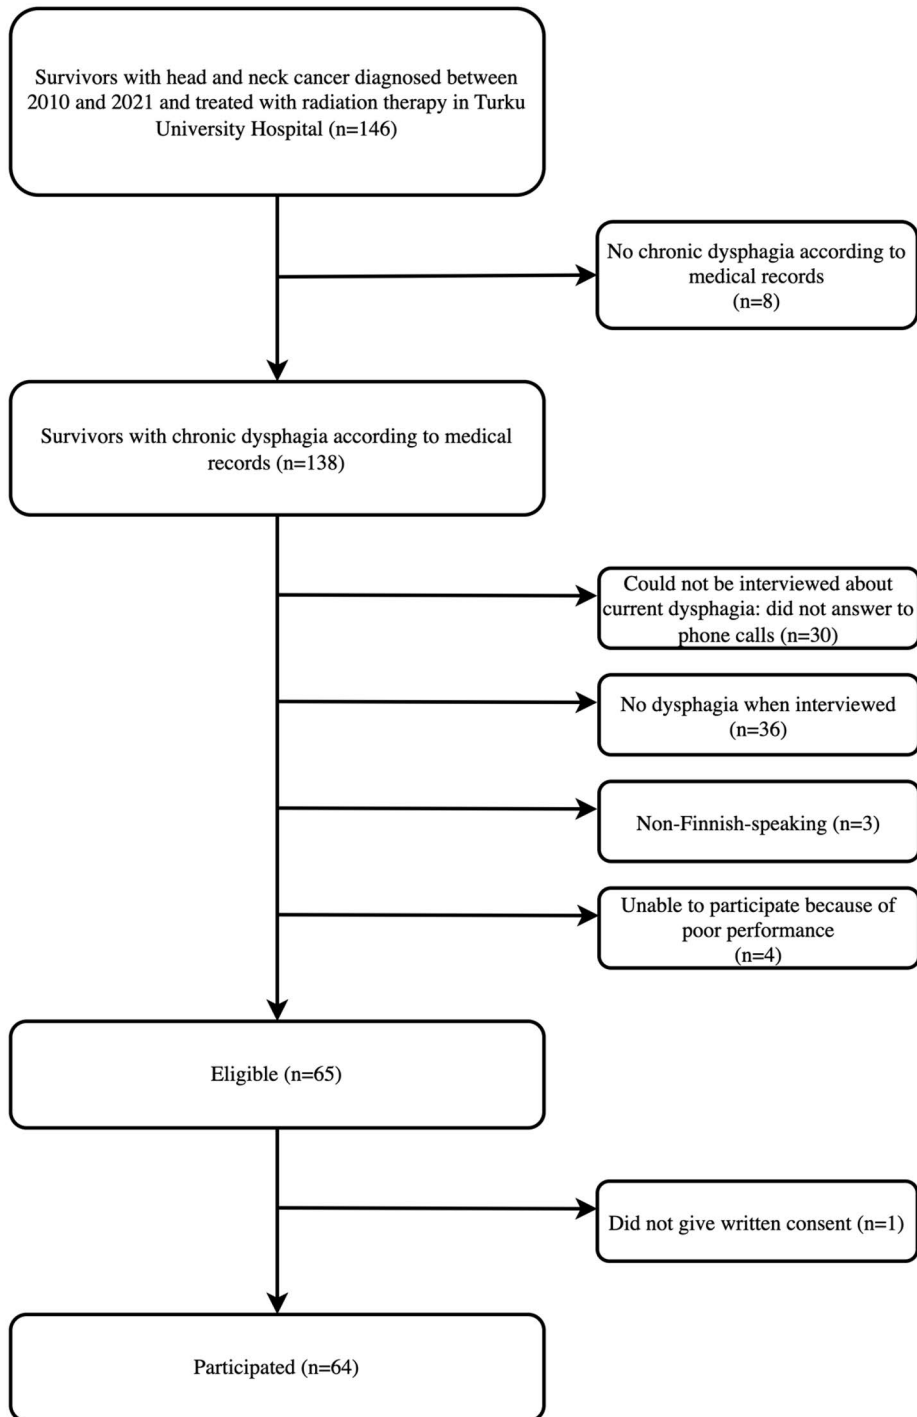 Survivors with head and neck cancer diagnosed between
2010 and 2021 and treated with radiation therapy in Turku
University Hospital (n=146)
No chronic dysphagia according to
medical records
(n=8)
Survivors with chronic dysphagia according to medical
records (n=138)
Could not be interviewed about
current dysphagia: did not answer to
phone calls (n=30)
No dysphagia when interviewed
(n=36)
Non-Finnish-speaking (n=3)
Unable to participate because of
poor performance
(n=4)
Eligible (n=65)
Did not give written consent (n=1)
Participated (n=64)